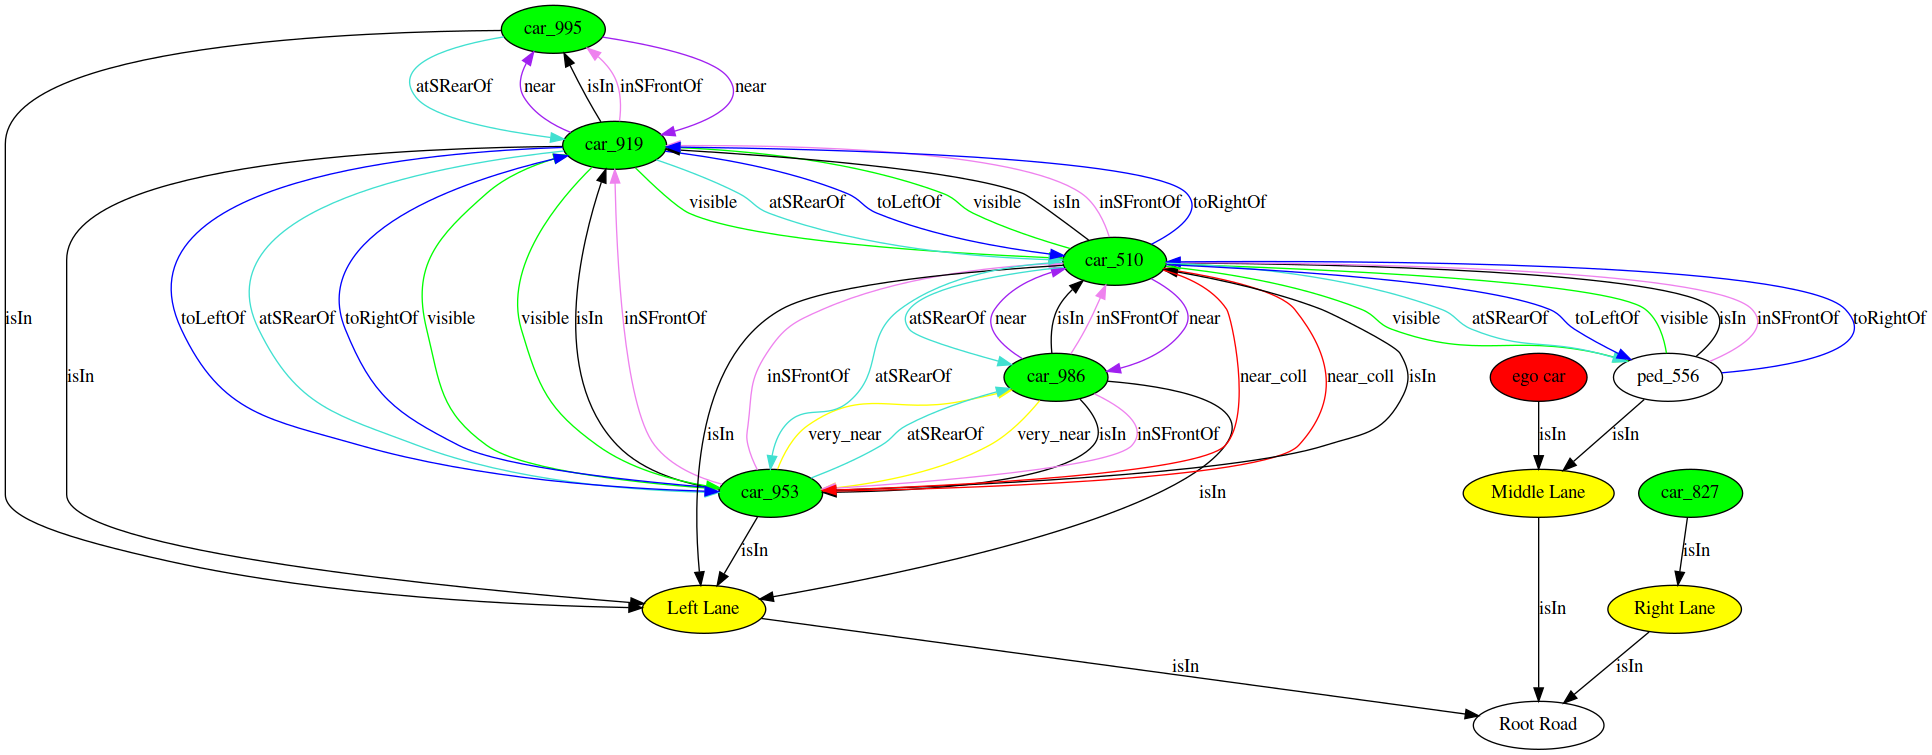 car_995
atSRearOf
near
isIn
inSFrontOf
near
car_919
visible
atSRearOf
toLeftOf
visible
isIn
inSFrontOf
toRightOf
car_510
isIn
toLeftOf
atSRearOf
toRightOf
visible
visible
isIn
inSFrontOf
atSRearOf
near
isIn
inSFrontOf
near
visible
atSRearOf
toLeftOf
visible
isIn
inSFrontOf
toRightOf
isIn
inSFrontOf
atSRearOf
car_986
near_coll
near_coll
isIn
ego car
ped_556
isIn
very_near
atSRearOf
very_near
isIn
inSFrontOf
isIn
isIn
car_953
isIn
Middle Lane
car_827
isIn
isIn
Left Lane
isIn
Right Lane
isIn
isIn
Root Road